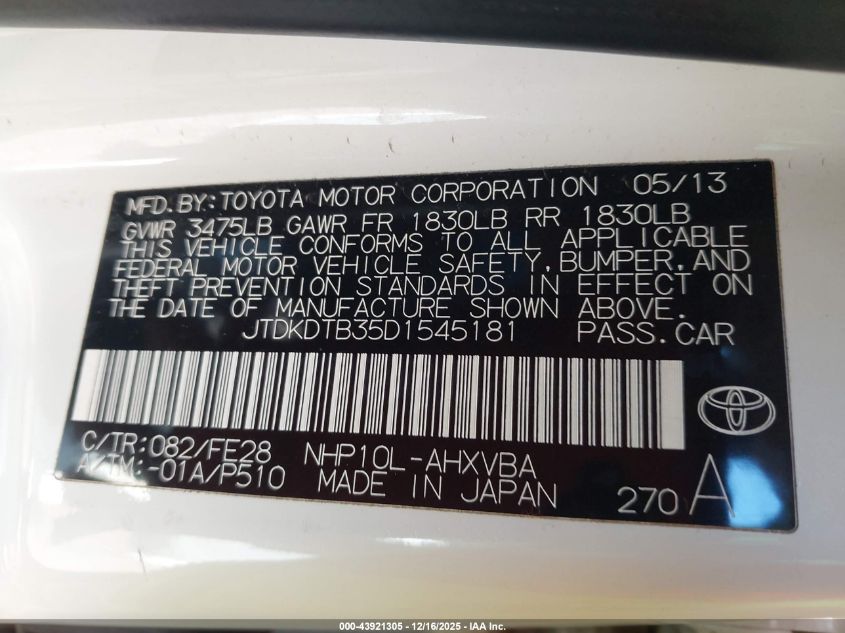 MFD.BY:TOYOTA MOTOR CORPORATION 05/13
GVWR 3475LB GAWR FR 1830LB RR 1830LB
THIS VEHICLE CONFORMS TO ALL APPLICABLE
FEDERAL MOTOR VEHICLE SAFETY,BUMPER,AND
THEFT PREVENTION STANDARDS IN EFFECT ON
THE DATE OF MANUFACTURE SHOWN ABOVE.
JTDKDTB35D1545181 PASS.CAR
C/TR:082/FE28 NHP10L-AHXVBA
A/TM:-01A/P510 MADE IN JAPAN 270 A
000-43921305 - 12/16/2025 - IAA Inc.